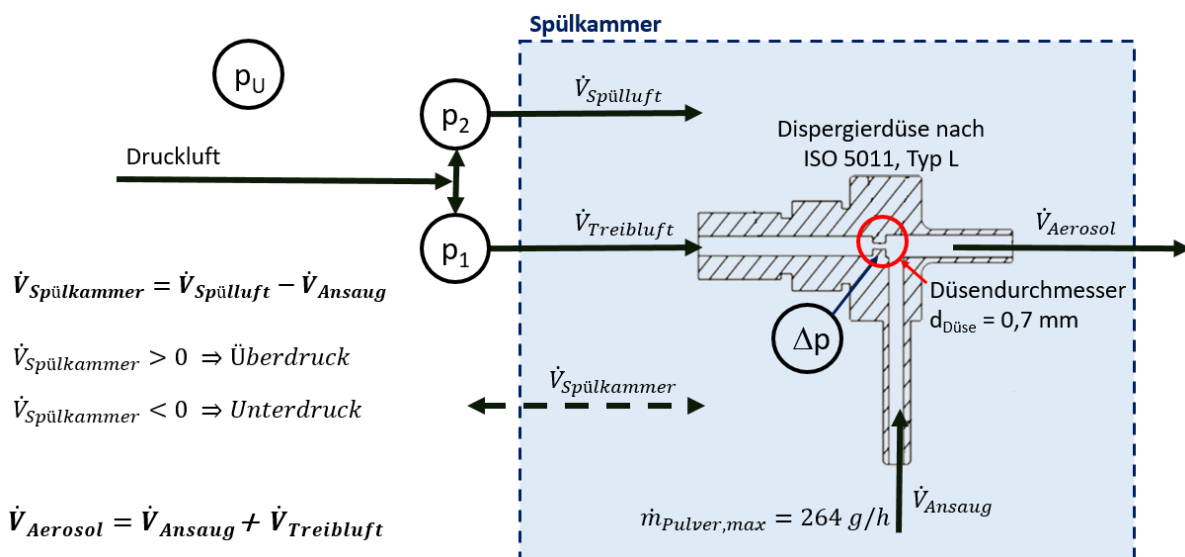 Spülkammer
p_U
p_2
V̇_Spülluft
Druckluft
Dispergierdüse nach
ISO 5011, Typ L
p_1
V̇_Treibluft
V̇_Aerosol
V̇_Spülkammer = V̇_Spülluft − V̇_Ansaug
Düsendurchmesser
d_Düse = 0,7 mm
Δp
V̇_Spülkammer > 0 ⇒ Überdruck
V̇_Spülkammer
V̇_Spülkammer < 0 ⇒ Unterdruck
V̇_Ansaug
V̇_Aerosol = V̇_Ansaug + V̇_Treibluft
ṁ_Pulver,max = 264 g/h